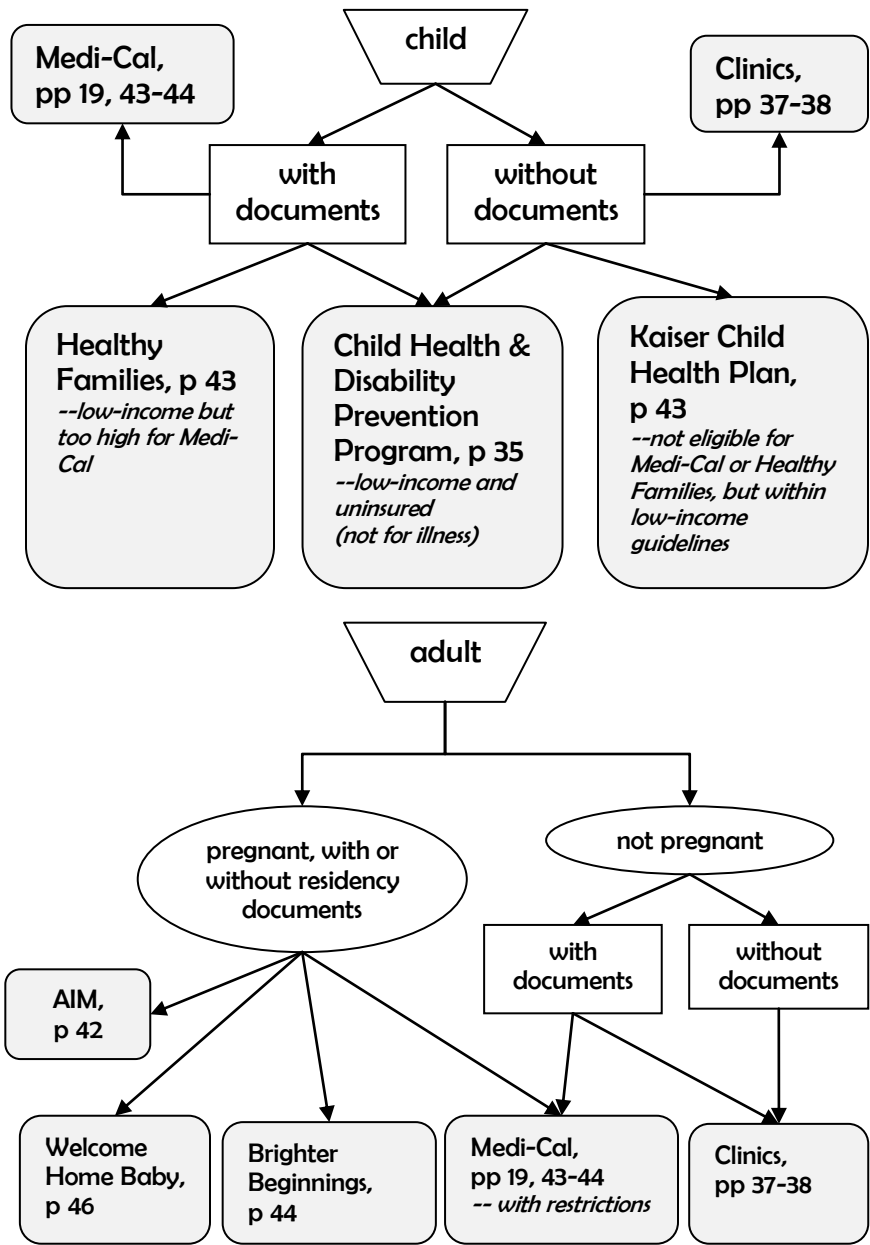 child
Medi-Cal,
pp 19, 43-44
Clinics,
pp 37-38
with
documents
without
documents
Healthy
Families, p 43
--low-income but
too high for Medi-
Cal
Child Health &
Disability
Prevention
Program, p 35
--low-income and
uninsured
(not for illness)
Kaiser Child
Health Plan,
p 43
--not eligible for
Medi-Cal or Healthy
Families, but within
low-income
guidelines
adult
pregnant, with or
without residency
documents
not pregnant
with
documents
without
documents
AIM,
p 42
Welcome
Home Baby,
p 46
Brighter
Beginnings,
p 44
Medi-Cal,
pp 19, 43-44
-- with restrictions
Clinics,
pp 37-38